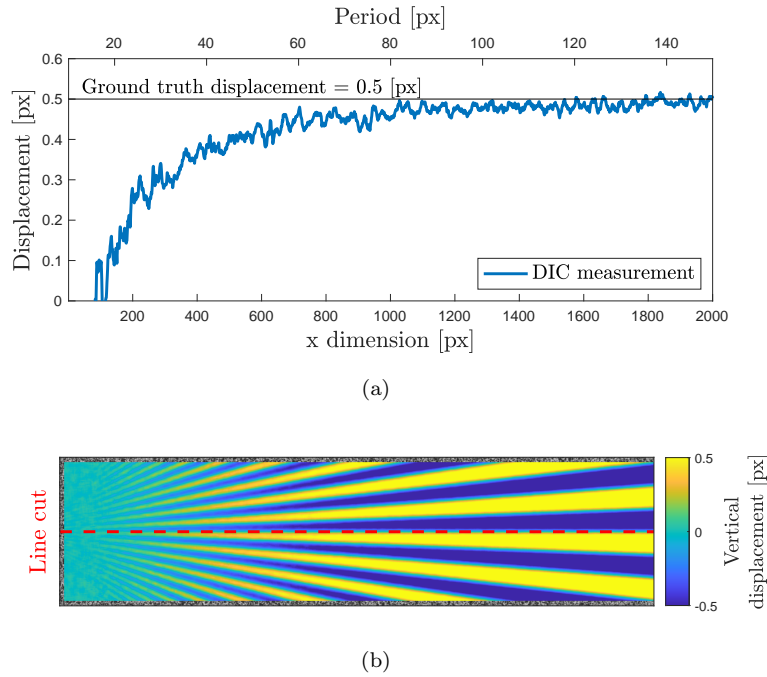 Period [px]
20 40 60 80 100 120 140
Ground truth displacement = 0.5 [px]
Displacement [px]
0.6
0.5
0.4
0.3
0.2
0.1
0
DIC measurement
200 400 600 800 1000 1200 1400 1600 1800 2000
x dimension [px]
(a)
Line cut
0.5
0
-0.5
Vertical
displacement [px]
(b)